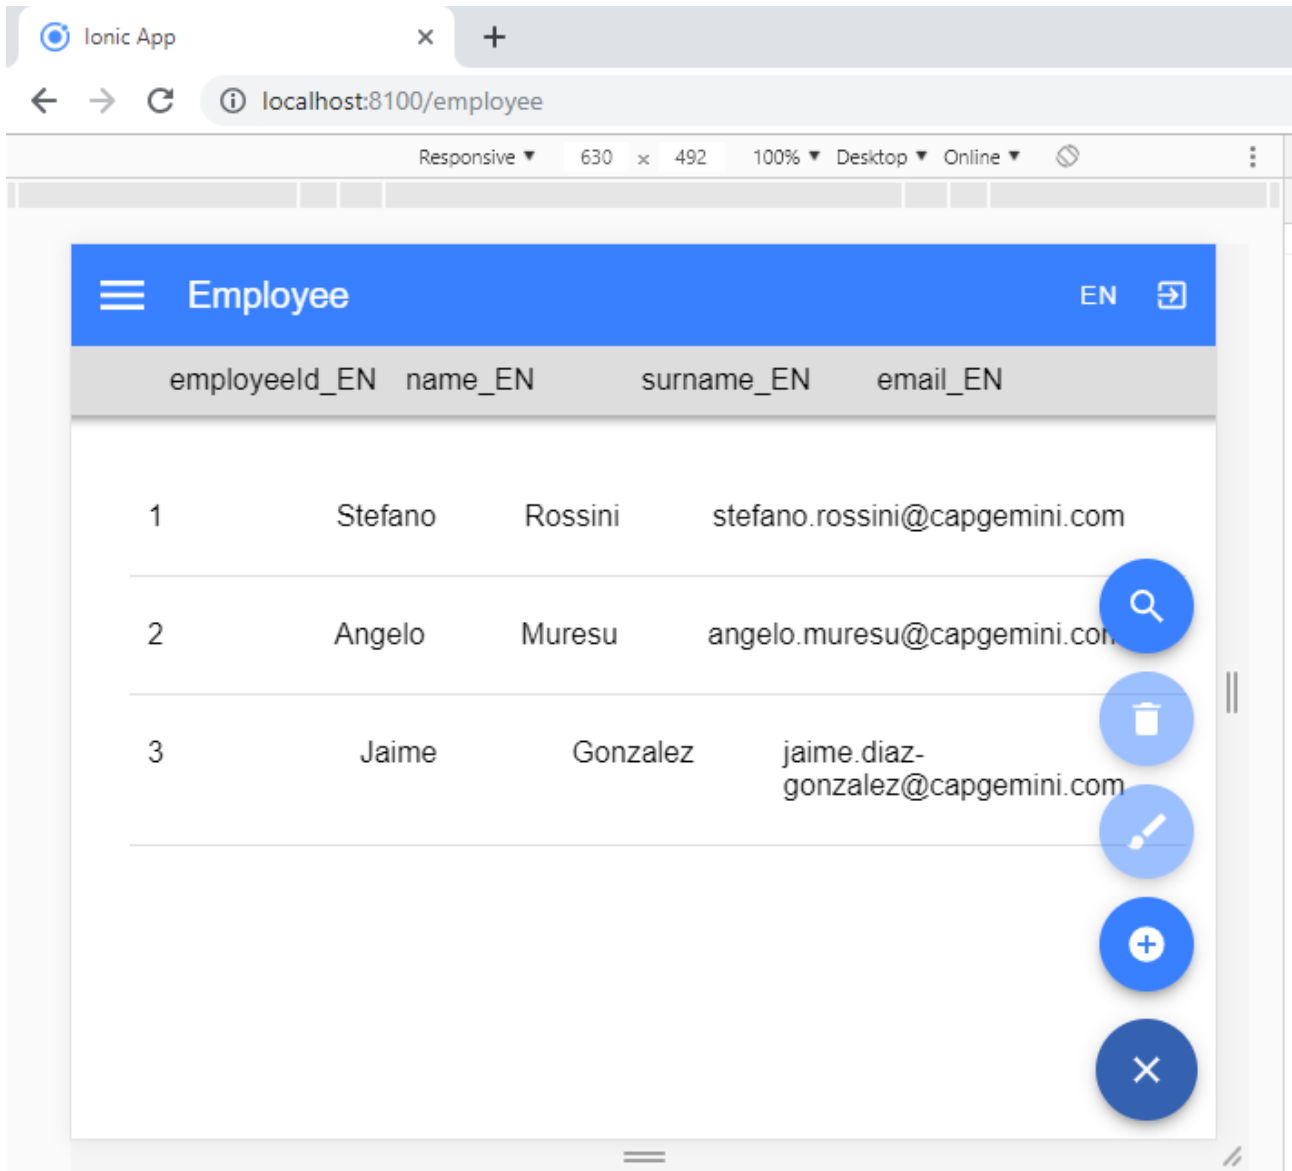 Ionic App
localhost:8100/employee
Responsive 630 x 492 100% Desktop Online
Employee EN
employeeId_EN name_EN surname_EN email_EN
1 Stefano Rossini stefano.rossini@capgemini.com
2 Angelo Muresu angelo.muresu@capgemini.com
3 Jaime Gonzalez jaime.diaz-
gonzalez@capgemini.com